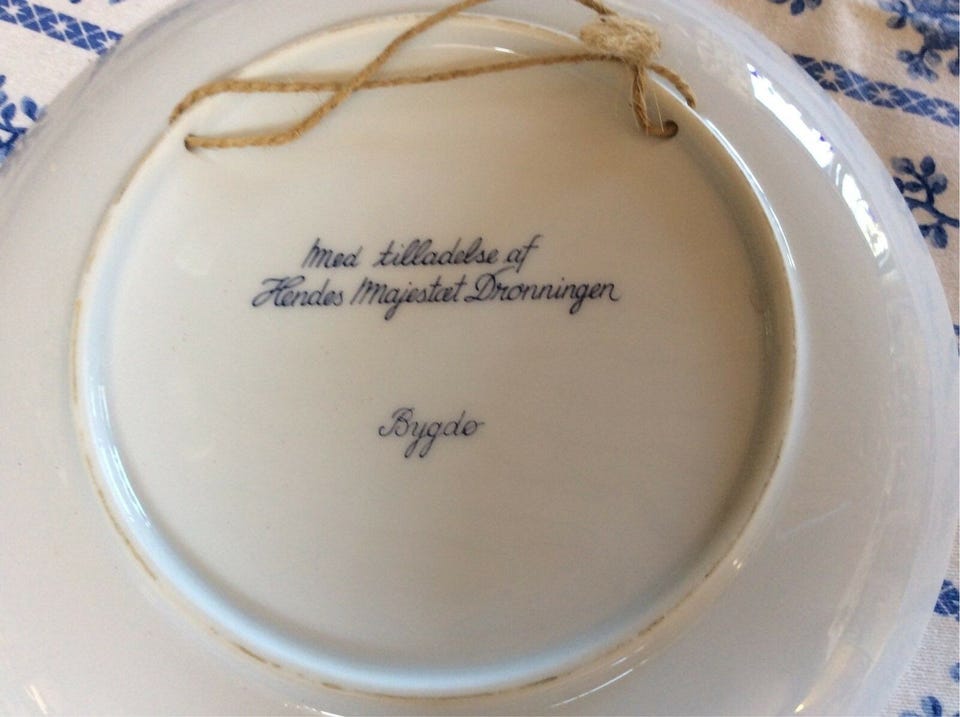 Med tilladelse af
Hendes Majestæt Dronningen
Bygdø